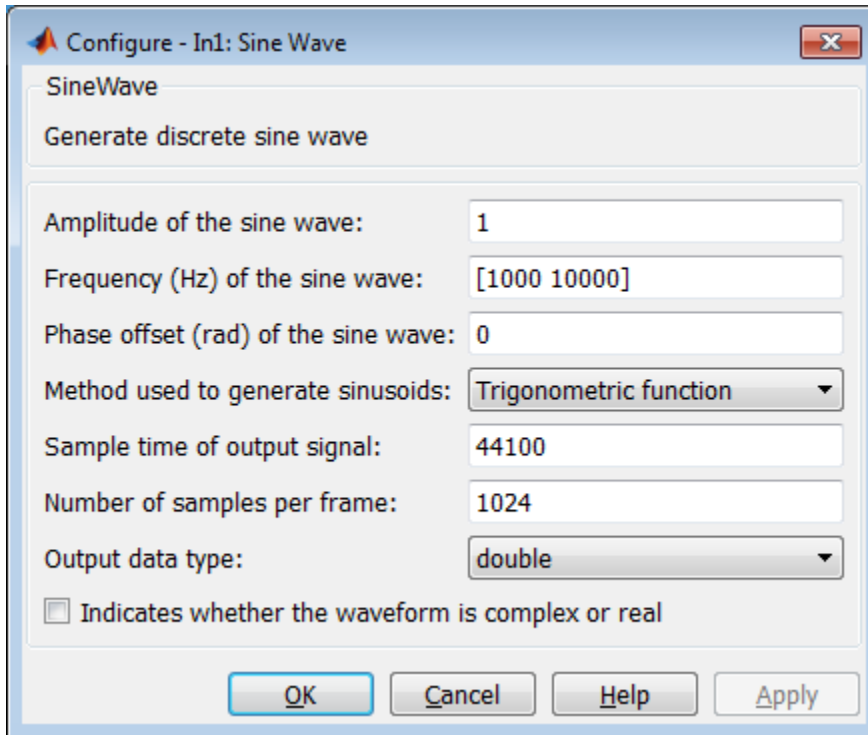 Configure - In1: Sine Wave
SineWave
Generate discrete sine wave
Amplitude of the sine wave: 1
Frequency (Hz) of the sine wave: [1000 10000]
Phase offset (rad) of the sine wave: 0
Method used to generate sinusoids: Trigonometric function
Sample time of output signal: 44100
Number of samples per frame: 1024
Output data type: double
Indicates whether the waveform is complex or real
OK Cancel Help Apply